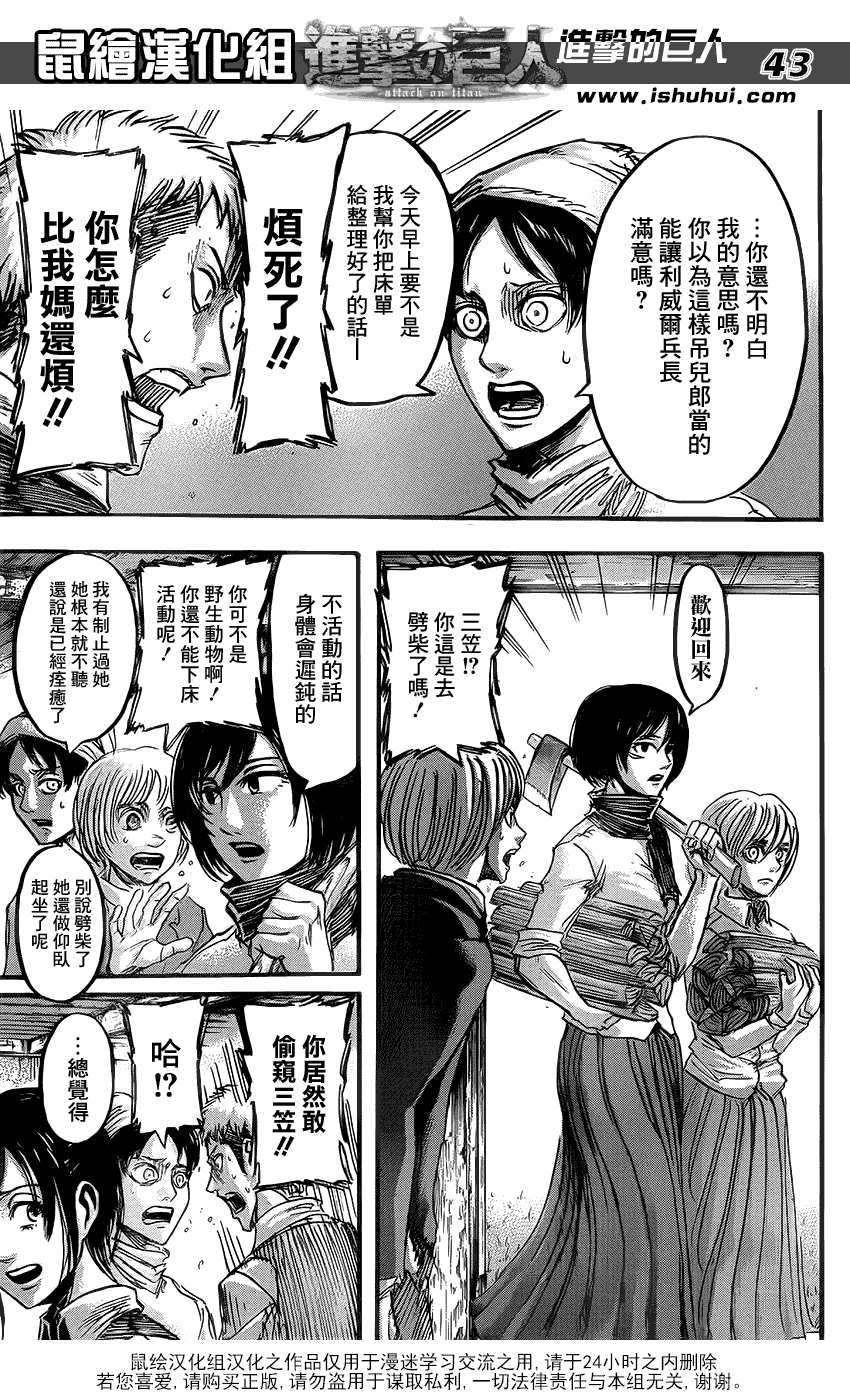 鼠繪漢化組
進撃の巨人
attack on titan
進擊的巨人
43
www.ishuhui.com
…你還不明白
我的意思嗎？
你以為這樣吊兒郎當的
能讓利威爾兵長
滿意嗎？
今天早上要不是
我幫你把床單
給整理好了的話—
煩死了!!
你怎麼
比我媽還煩!!
歡迎回來
三笠!?
你這是去
劈柴了嗎！
不活動的話
身體會遲鈍的
你可不是
野生動物啊！
你還不能下床
活動呢！
我有制止過她
她根本就不聽
還說是已經痊癒了
別說劈柴了
她還做仰臥
起坐了呢
你居然敢
偷窺三笠!!
哈!?
…總覺得
鼠绘汉化组汉化之作品仅用于漫迷学习交流之用, 请于24小时之内删除
若您喜爱, 请购买正版, 请勿盗用于谋取私利, 一切法律责任与本组无关, 谢谢。